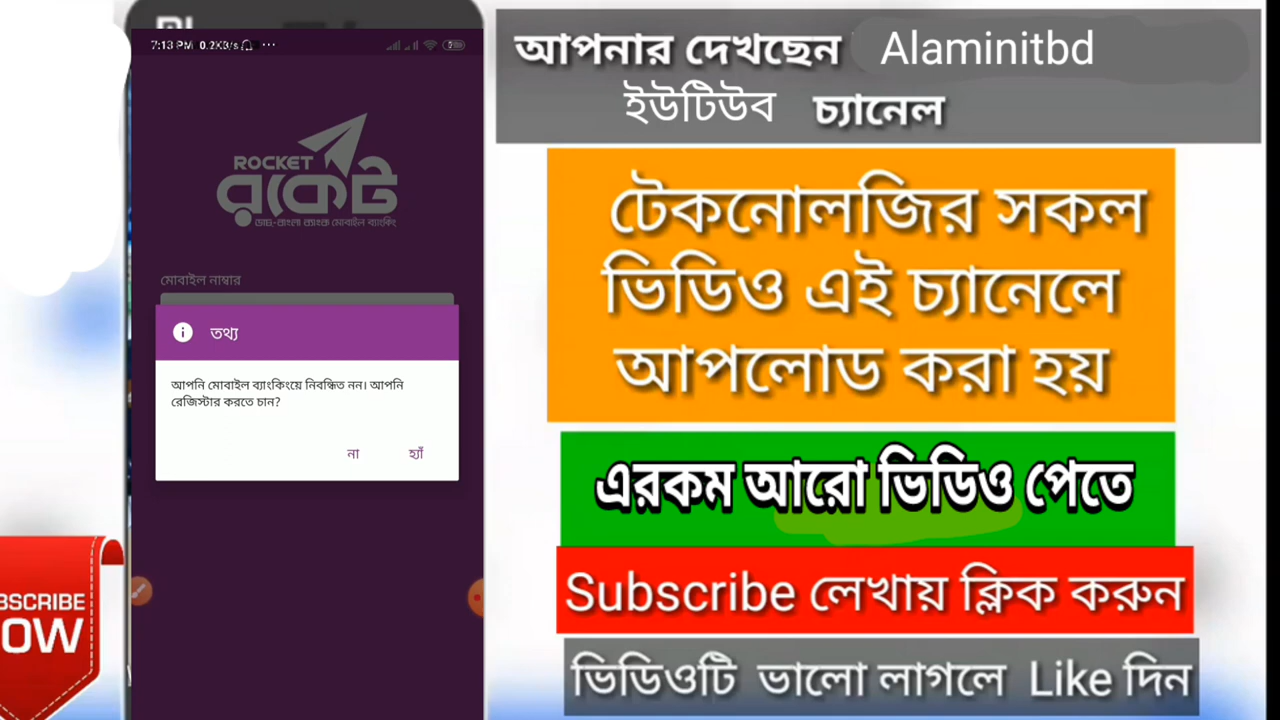 7:13 PM 0.2KB/s
ROCKET
রকেট
ডাচ্-বাংলা ব্যাংক মোবাইল ব্যাংকিং
মোবাইল নাম্বার
তথ্য
আপনি মোবাইল ব্যাংকিংয়ে নিবন্ধিত নন। আপনি
রেজিস্টার করতে চান?
না হ্যাঁ
আপনার দেখছেন Alaminitbd
ইউটিউব চ্যানেল
টেকনোলজির সকল
ভিডিও এই চ্যানেলে
আপলোড করা হয়
এরকম আরো ভিডিও পেতে
Subscribe লেখায় ক্লিক করুন
ভিডিওটি ভালো লাগলে Like দিন
BSCRIBE
OW